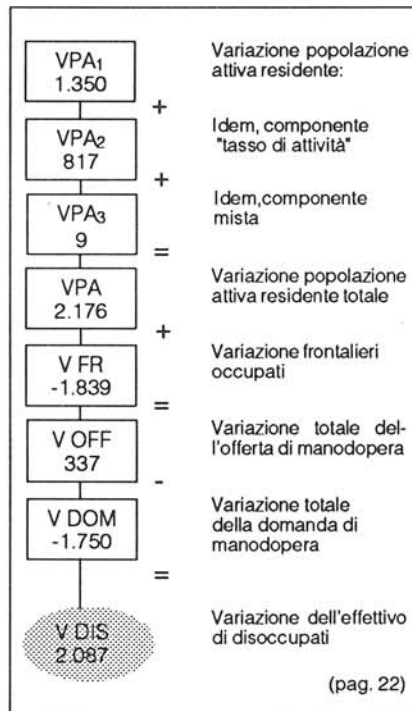 VPA1
1.350
Variazione popolazione
attiva residente:
+
VPA2
817
Idem, componente
"tasso di attività"
+
VPA3
9
Idem,componente
mista
=
VPA
2.176
Variazione popolazione
attiva residente totale
+
V FR
-1.839
Variazione frontalieri
occupati
=
V OFF
337
Variazione totale del-
l'offerta di manodopera
-
V DOM
-1.750
Variazione totale
della domanda di
manodopera
=
V DIS
2.087
Variazione dell'effettivo
di disoccupati
(pag. 22)